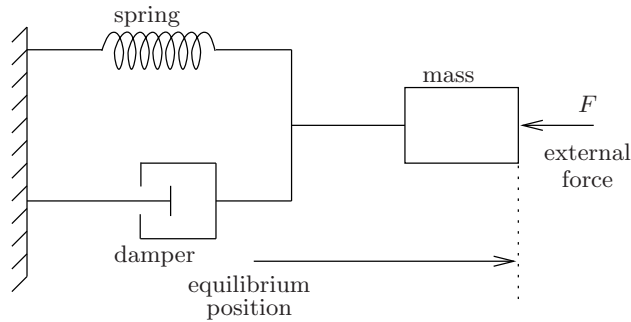 spring
mass
F
external
force
damper
equilibrium
position